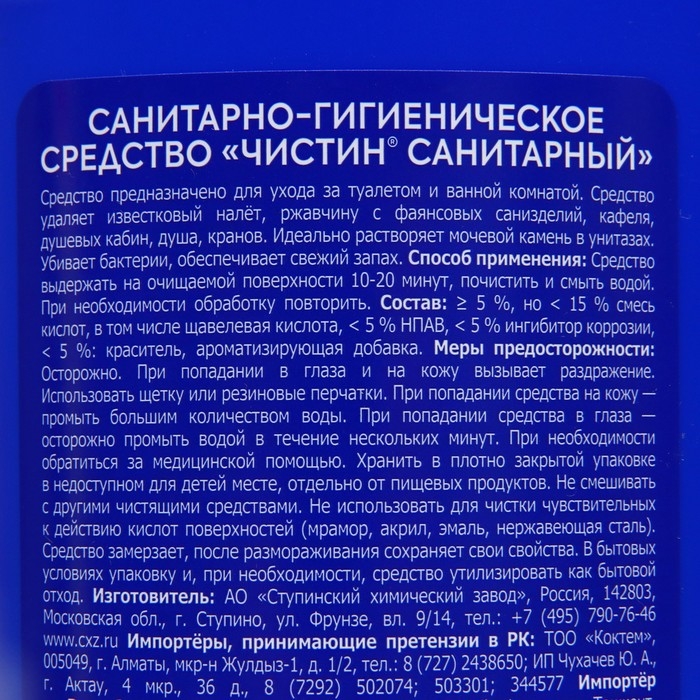 САНИТАРНО-ГИГИЕНИЧЕСКОЕ
СРЕДСТВО «ЧИСТИН® САНИТАРНЫЙ»
Средство предназначено для ухода за туалетом и ванной комнатой. Средство
удаляет известковый налёт, ржавчину с фаянсовых санизделий, кафеля,
душевых кабин, душа, кранов. Идеально растворяет мочевой камень в унитазах.
Убивает бактерии, обеспечивает свежий запах. Способ применения: Средство
выдержать на очищаемой поверхности 10-20 минут, почистить и смыть водой.
При необходимости обработку повторить. Состав: ≥ 5 %, но < 15 % смесь
кислот, в том числе щавелевая кислота, < 5 % НПАВ, < 5 % ингибитор коррозии,
< 5 %: краситель, ароматизирующая добавка. Меры предосторожности:
Осторожно. При попадании в глаза и на кожу вызывает раздражение.
Использовать щетку или резиновые перчатки. При попадании средства на кожу —
промыть большим количеством воды. При попадании средства в глаза —
осторожно промыть водой в течение нескольких минут. При необходимости
обратиться за медицинской помощью. Хранить в плотно закрытой упаковке
в недоступном для детей месте, отдельно от пищевых продуктов. Не смешивать
с другими чистящими средствами. Не использовать для чистки чувствительных
к действию кислот поверхностей (мрамор, акрил, эмаль, нержавеющая сталь).
Средство замерзает, после размораживания сохраняет свои свойства. В бытовых
условиях упаковку и, при необходимости, средство утилизировать как бытовой
отход. Изготовитель: АО «Ступинский химический завод», Россия, 142803,
Московская обл., г. Ступино, ул. Фрунзе, вл. 9/14, тел.: +7 (495) 790-76-46
www.cxz.ru Импортёры, принимающие претензии в РК: ТОО «Коктем»,
005049, г. Алматы, мкр-н Жулдыз-1, д. 1/2, тел.: 8 (727) 2438650; ИП Чухачев Ю. А.,
г. Актау, 4 мкр., 36 д., 8 (7292) 502074; 503301; 344577 Импортёр